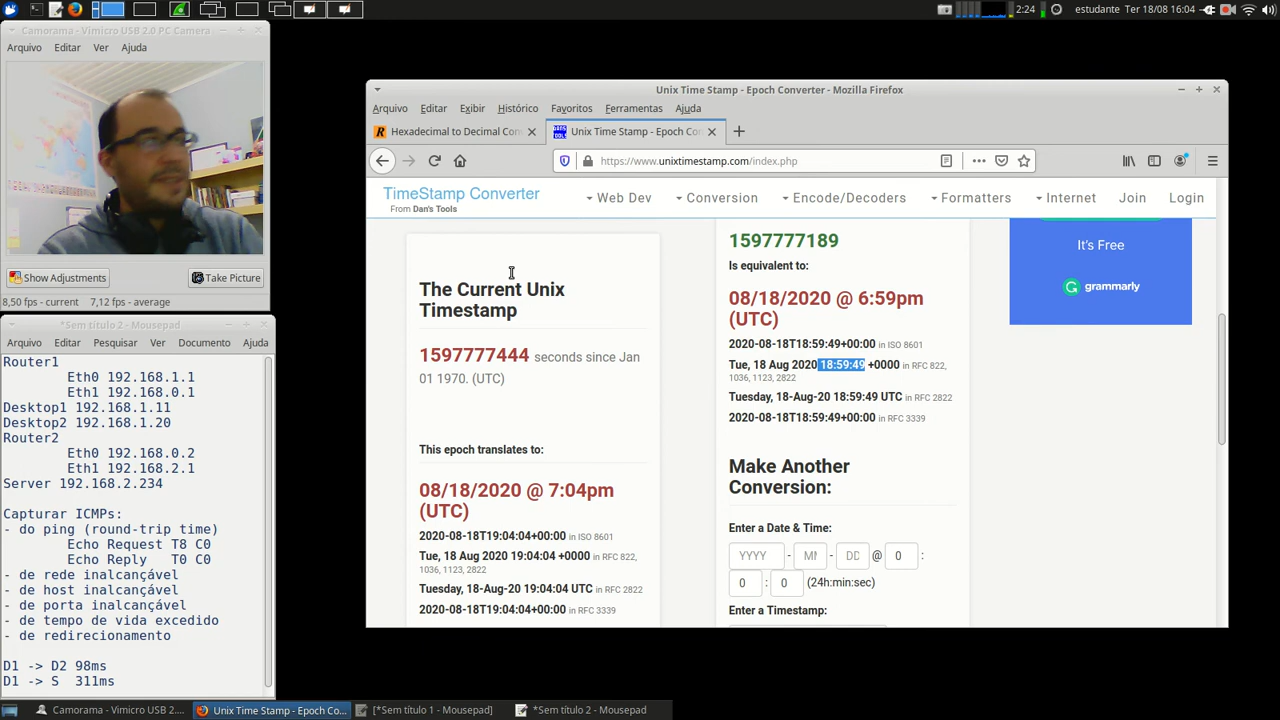 2:24
estudante
Ter 18/08 16:04
Camorama - Vimicro USB 2.0 PC Camera
Arquivo Editar Ver Ajuda
Show Adjustments
Take Picture
8,50 fps - current 7,12 fps - average
*Sem título 2 - Mousepad
Arquivo Editar Pesquisar Ver Documento Ajuda
Router1
Eth0 192.168.1.1
Eth1 192.168.0.1
Desktop1 192.168.1.11
Desktop2 192.168.1.20
Router2
Eth0 192.168.0.2
Eth1 192.168.2.1
Server 192.168.2.234
Capturar ICMPs:
- do ping (round-trip time)
Echo Request T8 C0
Echo Reply T0 C0
- de rede inalcançável
- de host inalcançável
- de porta inalcançável
- de tempo de vida excedido
- de redirecionamento
D1 -> D2 98ms
D1 -> S 311ms
Unix Time Stamp - Epoch Converter - Mozilla Firefox
Arquivo Editar Exibir Histórico Favoritos Ferramentas Ajuda
Hexadecimal to Decimal Con
Unix Time Stamp - Epoch Co
https://www.unixtimestamp.com/index.php
TimeStamp Converter
From Dan's Tools
Web Dev Conversion Encode/Decoders Formatters Internet Join Login
The Current Unix
Timestamp
1597777444 seconds since Jan
01 1970. (UTC)
This epoch translates to:
08/18/2020 @ 7:04pm
(UTC)
2020-08-18T19:04:04+00:00 in ISO 8601
Tue, 18 Aug 2020 19:04:04 +0000 in RFC 822,
1036, 1123, 2822
Tuesday, 18-Aug-20 19:04:04 UTC in RFC 2822
2020-08-18T19:04:04+00:00 in RFC 3339
1597777189
Is equivalent to:
08/18/2020 @ 6:59pm
(UTC)
2020-08-18T18:59:49+00:00 in ISO 8601
Tue, 18 Aug 2020 18:59:49 +0000 in RFC 822,
1036, 1123, 2822
Tuesday, 18-Aug-20 18:59:49 UTC in RFC 2822
2020-08-18T18:59:49+00:00 in RFC 3339
Make Another
Conversion:
Enter a Date & Time:
YYYY - MM - DD @ 0 :
0 : 0 (24h:min:sec)
Enter a Timestamp:
It's Free
grammarly
Camorama - Vimicro USB 2....
Unix Time Stamp - Epoch Co...
[*Sem título 1 - Mousepad]
*Sem título 2 - Mousepad